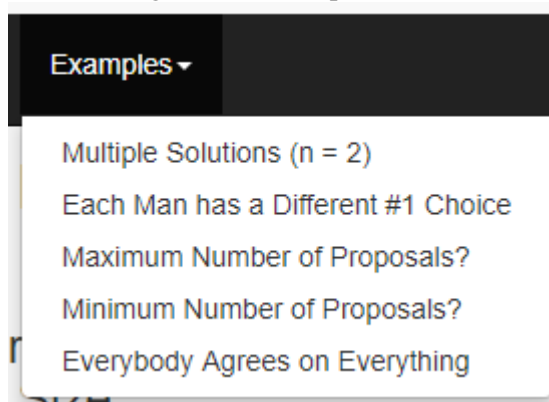 Examples
Multiple Solutions (n = 2)
Each Man has a Different #1 Choice
Maximum Number of Proposals?
Minimum Number of Proposals?
Everybody Agrees on Everything